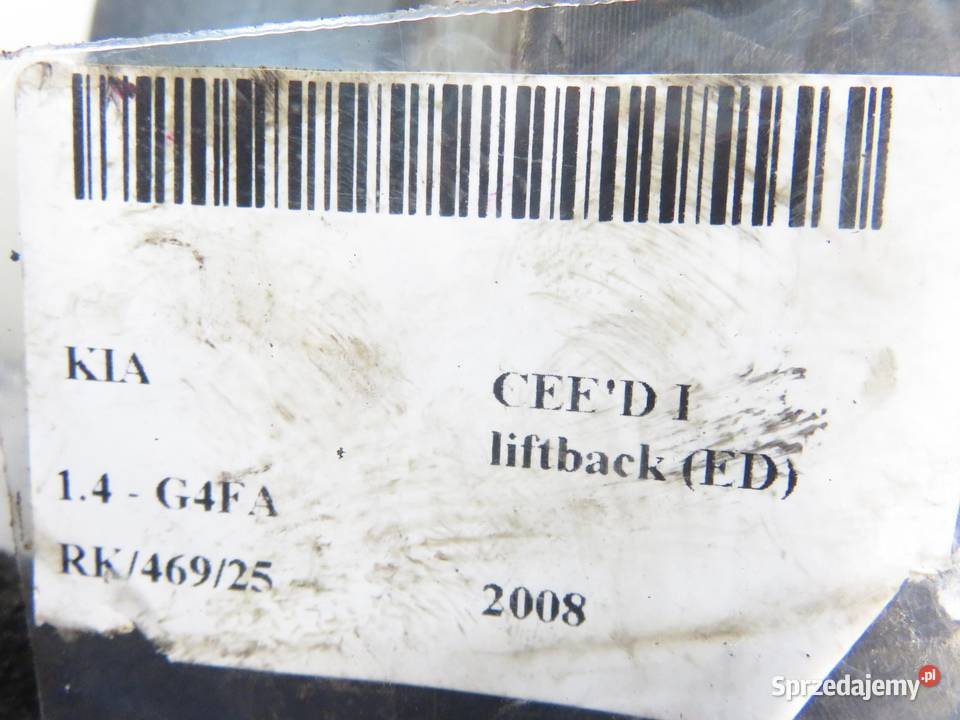 KIA
CEE'D I
liftback (ED)
1.4 - G4FA
RK/469/25
2008
Sprzedajemy.pl